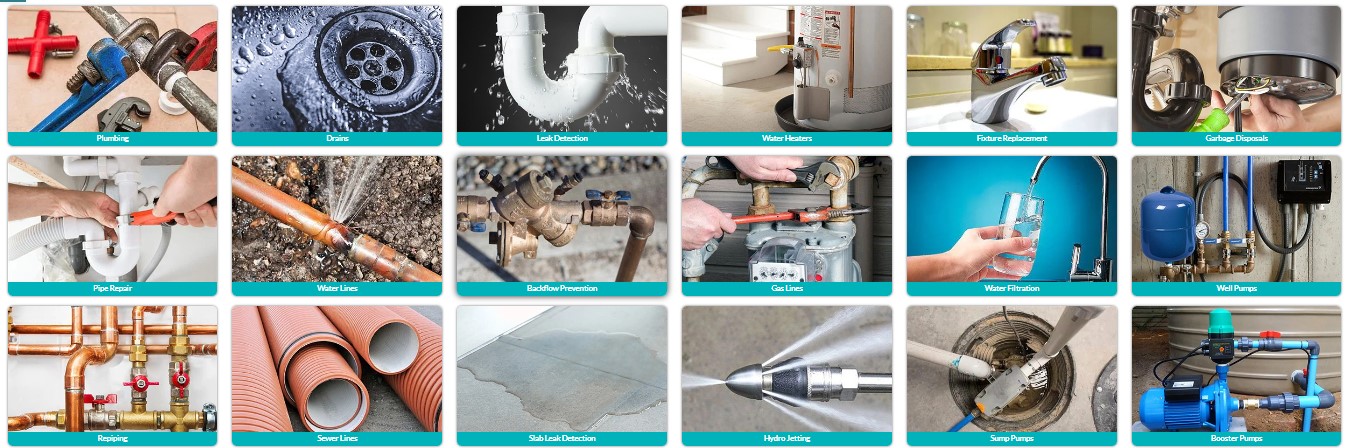 Plumbing
Drains
Leak Detection
Water Heaters
Fixture Replacement
Garbage Disposals
Pipe Repair
Water Lines
Backflow Prevention
Gas Lines
Water Filtration
Well Pumps
Repiping
Sewer Lines
Slab Leak Detection
Hydro Jetting
Sump Pumps
Booster Pumps